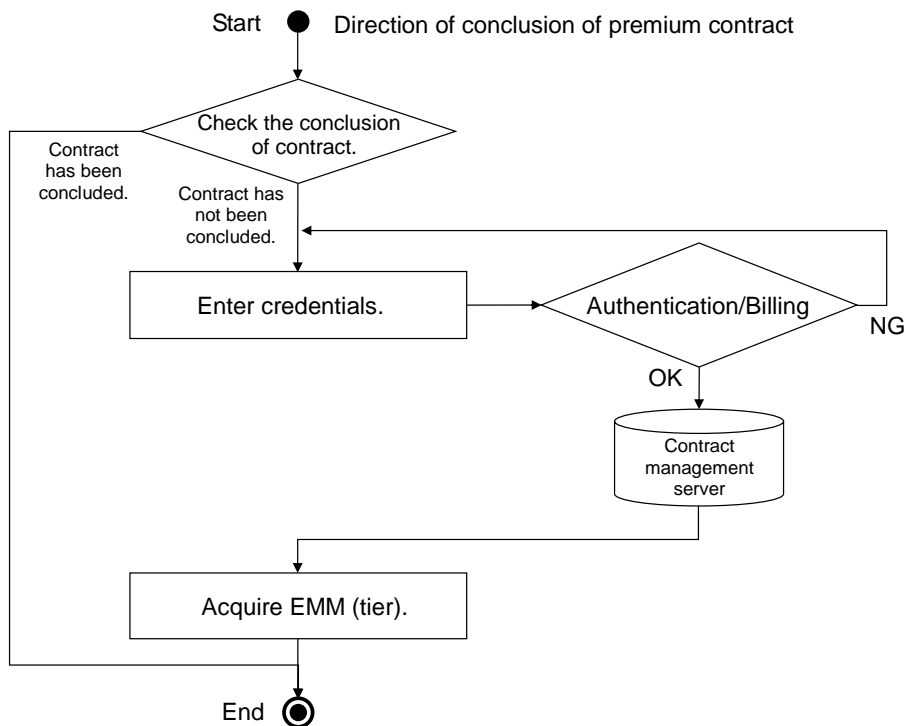 Start
Direction of conclusion of premium contract
Check the conclusion
of contract.
Contract
has been
concluded.
Contract has
not been
concluded.
Enter credentials.
Authentication/Billing
NG
OK
Contract
management
server
Acquire EMM (tier).
End